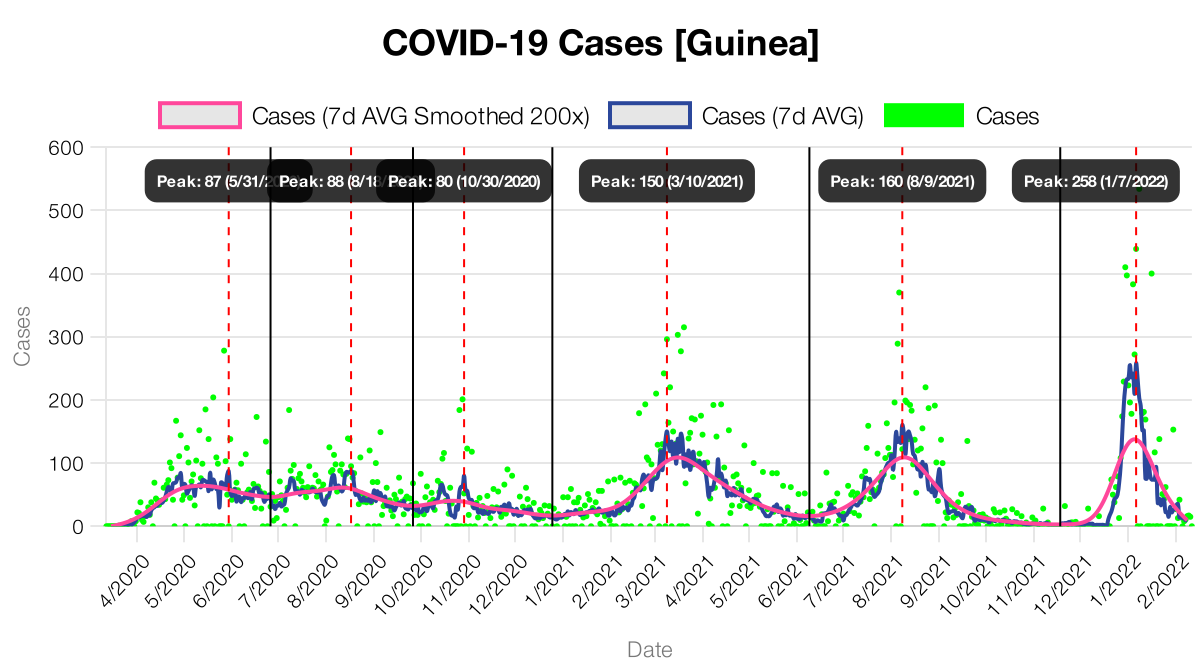 COVID-19 Cases [Guinea]
Cases (7d AVG Smoothed 200x) Cases (7d AVG) Cases
600
500
400
300
200
100
0
Cases
Peak: 87 (5/31/2
Peak: 88 (8/18/
Peak: 80 (10/30/2020)
Peak: 150 (3/10/2021)
Peak: 160 (8/9/2021)
Peak: 258 (1/7/2022)
4/2020 5/2020 6/2020 7/2020 8/2020 9/2020 10/2020 11/2020 12/2020 1/2021 2/2021 3/2021 4/2021 5/2021 6/2021 7/2021 8/2021 9/2021 10/2021 11/2021 12/2021 1/2022 2/2022
Date